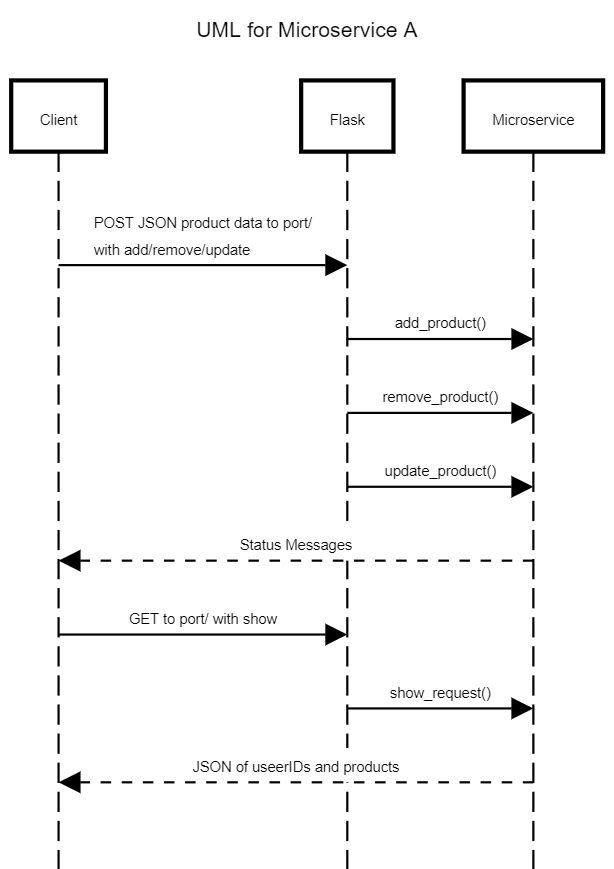 UML for Microservice A
Client
Flask
Microservice
POST JSON product data to port/
with add/remove/update
add_product()
remove_product()
update_product()
Status Messages
GET to port/ with show
show_request()
JSON of useerIDs and products